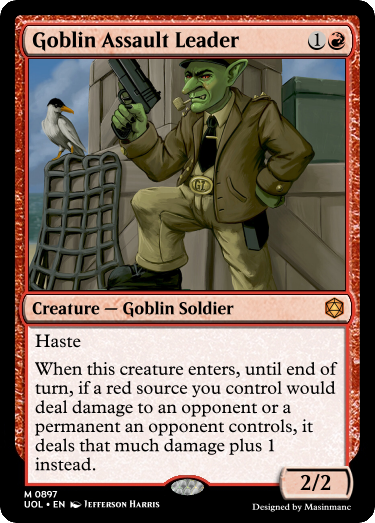 Goblin Assault Leader 1
Creature — Goblin Soldier
Haste
When this creature enters, until end of
turn, if a red source you control would
deal damage to an opponent or a
permanent an opponent controls, it
deals that much damage plus 1
instead.
2/2
M 0897
UOL • EN Jefferson Harris
Designed by Masinmanc